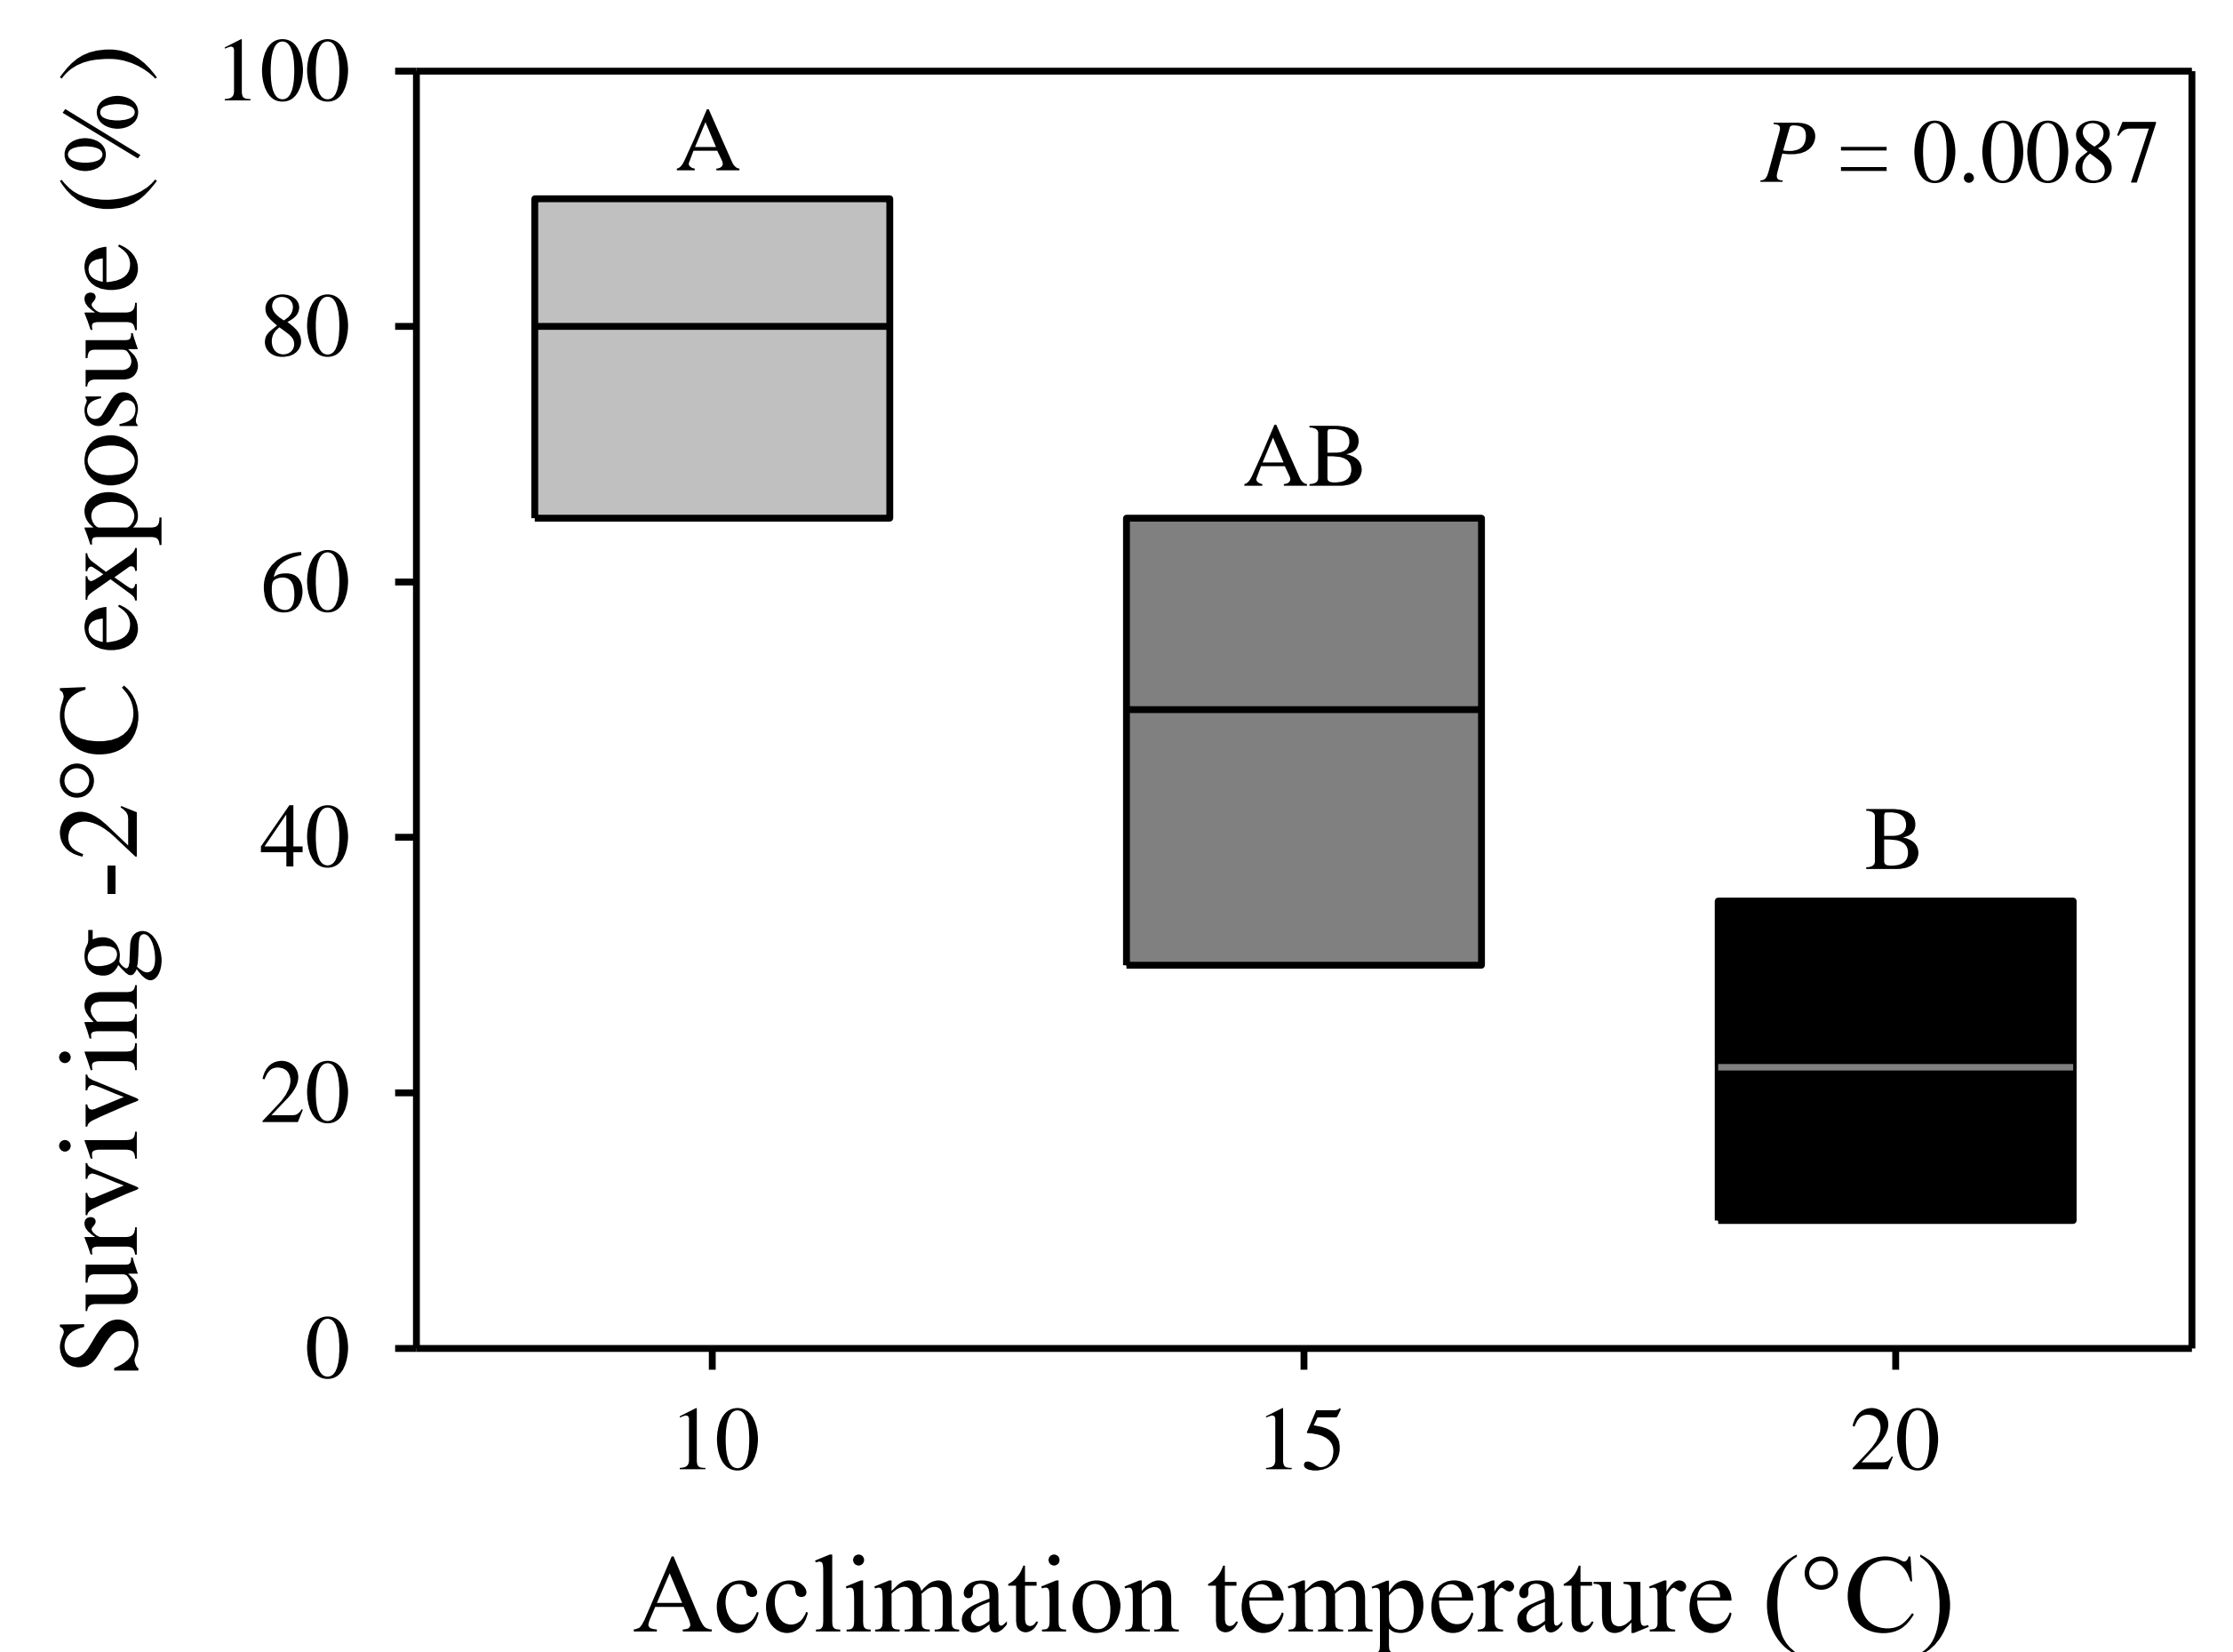 Surviving -2°C exposure (%)
100
80
60
40
20
0
A
AB
B
P = 0.0087
10
15
20
Acclimation temperature (°C)